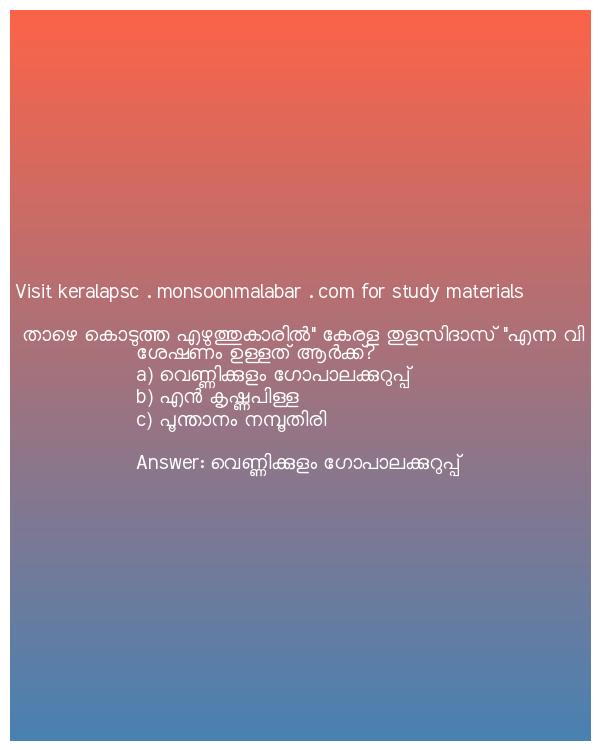 Visit keralapsc . monsoonmalabar . com for study materials
താഴെ കൊടുത്ത എഴുത്തുകാരിൽ" കേരള തുളസിദാസ് "എന്ന വി
ശേഷണം ഉള്ളത് ആർക്ക്?
a) വെണ്ണിക്കുളം ഗോപാലക്കുറുപ്പ്
b) എൻ കൃഷ്ണപിള്ള
c) പൂന്താനം നമ്പൂതിരി
Answer: വെണ്ണിക്കുളം ഗോപാലക്കുറുപ്പ്